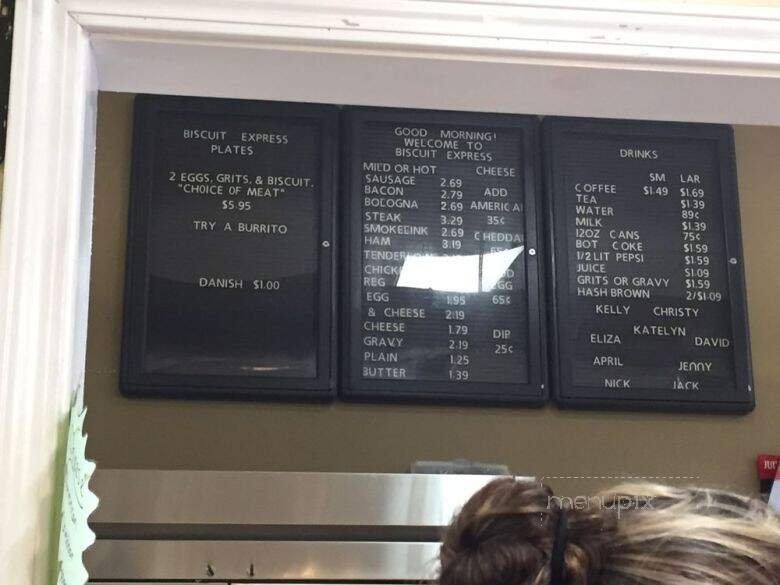 BISCUIT EXPRESS
PLATES
2 EGGS, GRITS, & BISCUIT.
"CHOICE OF MEAT"
$5.95
TRY A BURRITO
DANISH $1.00
GOOD MORNING!
WELCOME TO
BISCUIT EXPRESS
MILD OR HOT CHEESE
SAUSAGE 2.69
BACON 2.79 ADD
BOLOGNA 2.69 AMERICA
STEAK 3.29 35¢
SMOKELINK 2.69 CHEDDA
HAM 3.19
REG
EGG 1.95 65¢
& CHEESE 2.19
CHEESE 1.79 DIP
GRAVY 2.19 25¢
PLAIN 1.25
BUTTER 1.39
DRINKS
SM LAR
COFFEE $1.49 $1.69
TEA $1.39
WATER 89¢
MILK $1.39
12OZ CANS 75¢
BOT COKE $1.59
1/2 LIT PEPSI $1.59
JUICE $1.09
GRITS OR GRAVY $1.59
HASH BROWN 2/$1.09
KELLY CHRISTY
KATELYN
ELIZA DAVID
APRIL JENNY
NICK JACK
menupix